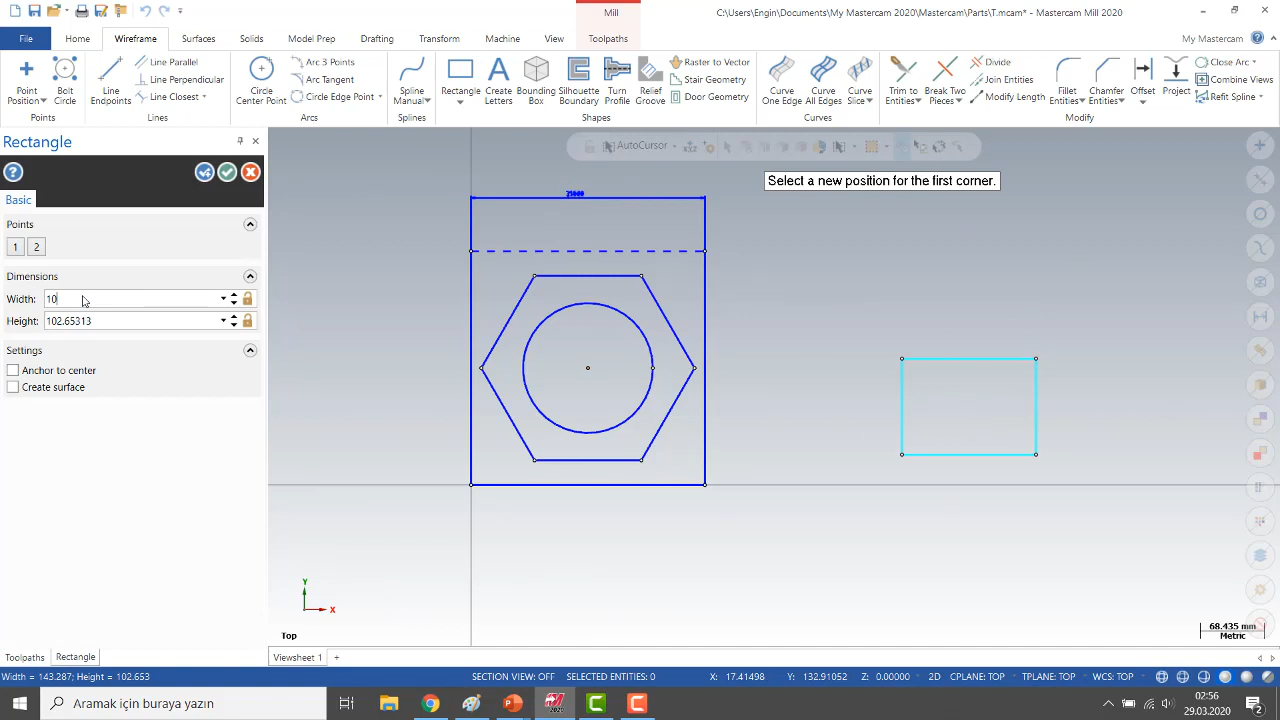 Mill
C:\Users\Engin\Documents\My Mastercam 2020\Mastercam\Parts\T.mcam* - Mastercam Mill 2020
File
Home
Wireframe
Surfaces
Solids
Model Prep
Drafting
Transform
Machine
View
Toolpaths
My Mastercam
Point
Position
Bolt
Circle
Points
Line
Endpoints
Line Parallel
Line Perpendicular
Line Closest
Lines
Circle
Center Point
Arc 3 Points
Arc Tangent
Circle Edge Point
Arcs
Spline
Manual
Splines
Rectangle
Create
Letters
Bounding
Box
Silhouette
Boundary
Turn
Profile
Relief
Groove
Raster to Vector
Stair Geometry
Door Geometry
Shapes
Curve
One Edge
Curve
All Edges
Curve
Slice
Curves
Trim to
Entities
Break Two
Pieces
Divide
Join Entities
Modify Length
Fillet
Entities
Chamfer
Entities
Offset
Project
Close Arc
Combine Views
Refit Spline
Modify
Rectangle
Basic
Points
1
2
Dimensions
Width:
10
Height:
102.65313
Settings
Anchor to center
Create surface
AutoCursor
Select a new position for the first corner.
Y
X
Top
68.435 mm
Metric
Toolpaths
Rectangle
Viewsheet 1
+
Width = 143.287; Height = 102.653
SECTION VIEW: OFF
SELECTED ENTITIES: 0
X: 17.41498
Y: 132.91052
Z: 0.00000
2D
CPLANE: TOP
TPLANE: TOP
WCS: TOP
Aramak için buraya yazın
2020
02:56
29.03.2020
2